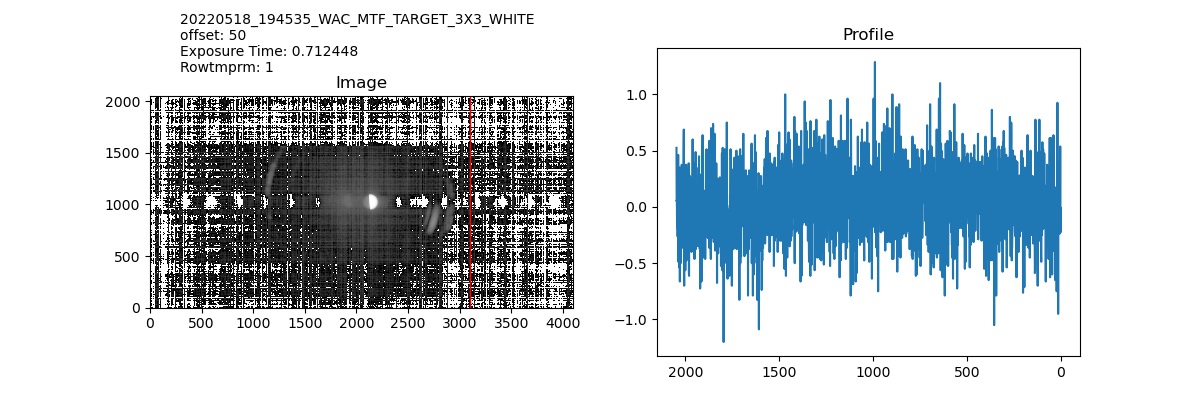 20220518_194535_WAC_MTF_TARGET_3X3_WHITE
offset: 50
Exposure Time: 0.712448
Rowtmprm: 1
Image
2000
1500
1000
500
0
0 500 1000 1500 2000 2500 3000 3500 4000
Profile
1.0
0.5
0.0
−0.5
−1.0
2000 1500 1000 500 0